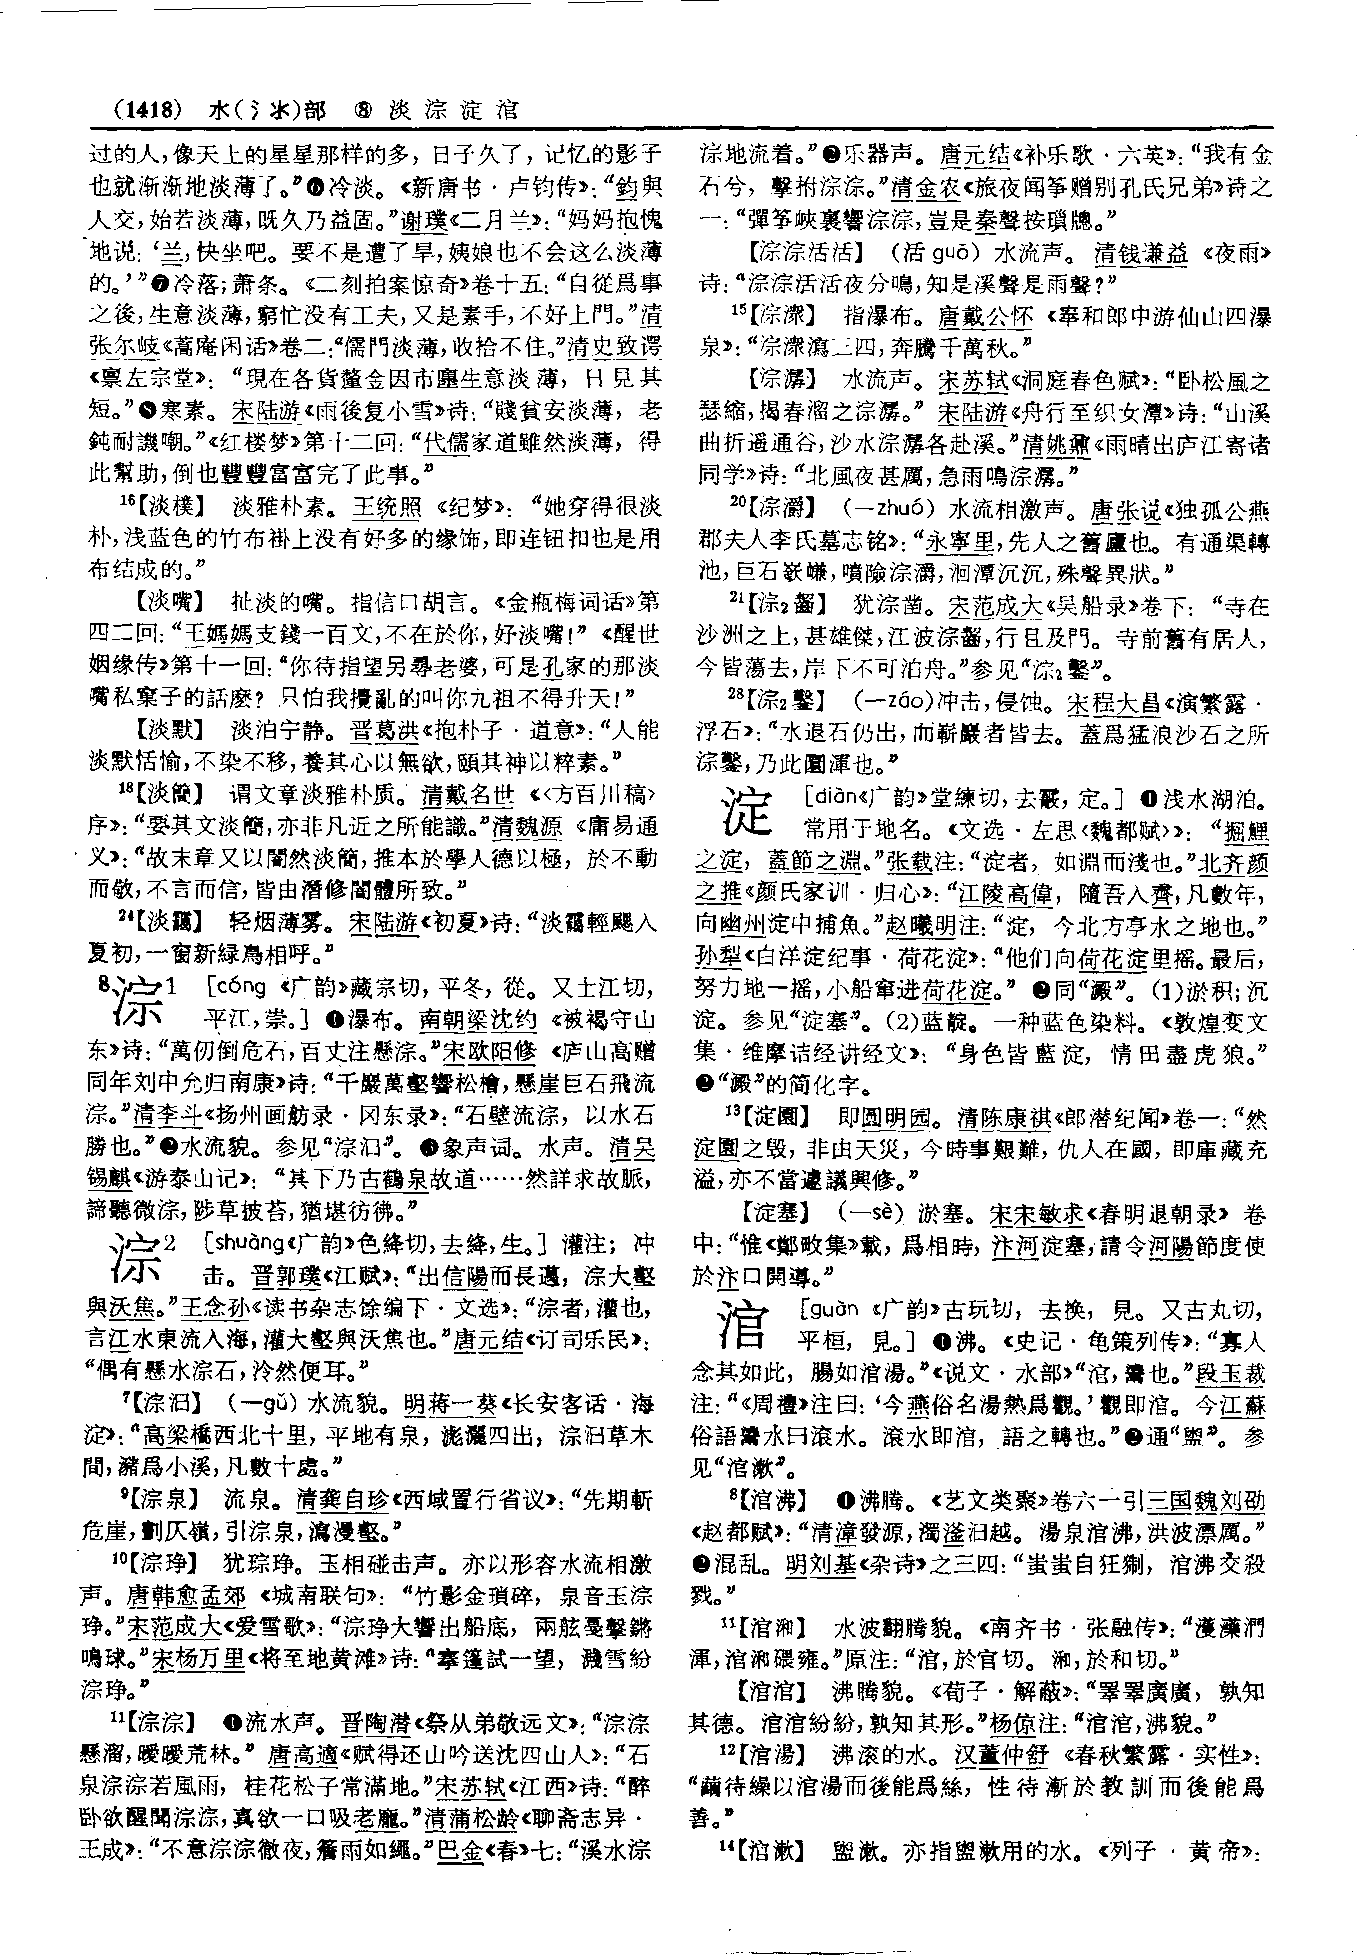 (1418) 水(氵氺)部 ⑧ 淡淙淀涫
过的人,像天上的星星那样的多,日子久了,记忆的影子
也就渐渐地淡薄了。”❻冷淡。《新唐书·卢钧传》:“鈞與
人交,始若淡薄,既久乃益固。”谢璞《二月兰》:“妈妈抱愧
地说:‘兰,快坐吧。要不是遭了旱,姨娘也不会这么淡薄
的。’”❼冷落;萧条。《二刻拍案惊奇》卷十五:“自從爲事
之後,生意淡薄,窮忙没有工夫,又是素手,不好上門。”清
张尔岐《蒿庵闲话》卷二:“儒門淡薄,收拾不住。”清史致谔
《禀左宗堂》:“現在各貨釐金因市廛生意淡薄,日見其
短。”❽寒素。宋陆游《雨後复小雪》诗:“賤貧安淡薄,老
鈍耐譏嘲。”《红楼梦》第十二回:“代儒家道雖然淡薄,得
此幫助,倒也豐豐富富完了此事。”
16【淡樸】 淡雅朴素。王统照《纪梦》:“她穿得很淡
朴,浅蓝色的竹布褂上没有好多的缘饰,即连钮扣也是用
布结成的。”
【淡嘴】 扯淡的嘴。指信口胡言。《金瓶梅词话》第
四二回:“王媽媽支錢一百文,不在於你,好淡嘴!”《醒世
姻缘传》第十一回:“你待指望另尋老婆,可是孔家的那淡
嘴私窠子的話麽?只怕我攪亂的叫你九祖不得升天!”
【淡默】 淡泊宁静。晋葛洪《抱朴子·道意》:“人能
淡默恬愉,不染不移,養其心以無欲,頤其神以粹素。”
18【淡簡】 谓文章淡雅朴质。清戴名世《〈方百川稿〉
序》:“要其文淡簡,亦非凡近之所能識。”清魏源《庸易通
义》:“故末章又以闇然淡簡,推本於學人德以極,於不動
而敬,不言而信,皆由潛修闇體所致。”
24【淡靄】 轻烟薄雾。宋陆游《初夏》诗:“淡靄輕颸入
夏初,一窗新緑鳥相呼。”
8淙1 [cóng《广韵》藏宗切,平冬,從。又士江切,
平江,崇。]❶瀑布。南朝梁沈约《被褐守山
东》诗:“萬仞倒危石,百丈注懸淙。”宋欧阳修《庐山高赠
同年刘中允归南康》诗:“千巖萬壑響松檜,懸崖巨石飛流
淙。”清李斗《扬州画舫录·冈东录》:“石壁流淙,以水石
勝也。”❷水流貌。参见“淙汩”。❸象声词。水声。清吴
锡麒《游泰山记》:“其下乃古鶴泉故道……然詳求故脈,
諦聽微淙,陟草披苔,猶堪彷彿。”
淙2 [shuàng《广韵》色绛切,去绛,生。]灌注;冲
击。晋郭璞《江赋》:“出信陽而長邁,淙大壑
與沃焦。”王念孙《读书杂志馀编下·文选》:“淙者,灌也,
言江水東流入海,灌大壑與沃焦也。”唐元结《订司乐民》:
“偶有懸水淙石,泠然便耳。”
7【淙汩】 (—gǔ)水流貌。明蒋一葵《长安客话·海
淀》:“高梁橋西北十里,平地有泉,滮灑四出,淙汩草木
間,瀦爲小溪,凡數十處。”
9【淙泉】 流泉。清龚自珍《西域置行省议》:“先期斬
危崖,劃仄嶺,引淙泉,瀉漫壑。”
10【淙琤】 犹琮琤。玉相碰击声。亦以形容水流相激
声。唐韩愈孟郊《城南联句》:“竹影金瑣碎,泉音玉淙
琤。”宋范成大《爱雪歌》:“淙琤大響出船底,兩舷戛擊鏘
鳴球。”宋杨万里《将至地黄滩》诗:“搴篷試一望,濺雪紛
淙琤。”
11【淙淙】 ❶流水声。晋陶潜《祭从弟敬远文》:“淙淙
懸溜,曖曖荒林。”唐高適《赋得还山吟送沈四山人》:“石
泉淙淙若風雨,桂花松子常滿地。”宋苏轼《江西》诗:“醉
卧欲醒聞淙淙,真欲一口吸老龐。”清蒲松龄《聊斋志异·
王成》:“不意淙淙徹夜,簷雨如繩。”巴金《春》七:“溪水淙
淙地流着。”❷乐器声。唐元结《补乐歌·六英》:“我有金
石兮,擊拊淙淙。”清金农《旅夜闻筝赠别孔氏兄弟》诗之
一:“彈筝峽裏響淙淙,豈是秦聲按瑣牕。”
【淙淙活活】 (活guō)水流声。清钱谦益《夜雨》
诗:“淙淙活活夜分鳴,知是溪聲是雨聲?”
15【淙潨】 指瀑布。唐戴公怀《奉和郎中游仙山四瀑
泉》:“淙潨瀉三四,奔騰千萬秋。”
【淙潺】 水流声。宋苏轼《洞庭春色赋》:“卧松風之
瑟縮,揭春溜之淙潺。”宋陆游《舟行至织女潭》诗:“山溪
曲折遥通谷,沙水淙潺各赴溪。”清姚鼐《雨晴出庐江寄诸
同学》诗:“北風夜甚厲,急雨鳴淙潺。”
20【淙灂】 (—zhuó)水流相激声。唐张说《独孤公燕
郡夫人李氏墓志铭》:“永寧里,先人之舊廬也。有通渠轉
池,巨石嶔嵰,噴險淙灂,洄潭沉沉,殊聲異狀。”
21【淙2齧】 犹淙凿。宋范成大《吴船录》卷下:“寺在
沙洲之上,甚雄傑,江波淙齧,行且及門。寺前舊有居人,
今皆蕩去,岸下不可泊舟。”参见“淙2鑿”。
28【淙2鑿】 (—záo)冲击,侵蚀。宋程大昌《演繁露·
浮石》:“水退石仍出,而嶄巖者皆去。蓋爲猛浪沙石之所
淙鑿,乃此圜渾也。”
淀 [diàn《广韵》堂練切,去霰,定。]❶浅水湖泊。
常用于地名。《文选·左思〈魏都赋〉》:“掘鯉
之淀,蓋節之淵。”张载注:“淀者,如淵而淺也。”北齐颜
之推《颜氏家训·归心》:“江陵高偉,隨吾入齊,凡數年,
向幽州淀中捕魚。”赵曦明注:“淀,今北方亭水之地也。”
孙犁《白洋淀纪事·荷花淀》:“他们向荷花淀里摇。最后,
努力地一摇,小船窜进荷花淀。”❷同“澱”。(1)淤积;沉
淀。参见“淀塞”。(2)蓝靛。一种蓝色染料。《敦煌变文
集·维摩诘经讲经文》:“身色皆藍淀,情田盡虎狼。”
❸“澱”的简化字。
13【淀園】 即圆明园。清陈康祺《郎潜纪闻》卷一:“然
淀園之毁,非由天災,今時事艱難,仇人在國,即庫藏充
溢,亦不當遽議興修。”
【淀塞】 (—sè)淤塞。宋宋敏求《春明退朝录》卷
中:“惟《鄭畋集》載,爲相時,汴河淀塞,請令河陽節度使
於汴口開導。”
涫 [guàn《广韵》古玩切,去换,見。又古丸切,
平桓,見。]❶沸。《史记·龟策列传》:“寡人
念其如此,腸如涫湯。”《说文·水部》“涫,灊也。”段玉裁
注:“《周禮》注曰:‘今燕俗名湯熱爲觀。’觀即涫。今江蘇
俗語灊水曰滚水。滚水即涫,語之轉也。”❷通“盥”。参
见“涫漱”。
8【涫沸】 ❶沸腾。《艺文类聚》卷六一引三国魏刘劭
《赵都赋》:“清漳發源,濁滏汩越。湯泉涫沸,洪波漂厲。”
❷混乱。明刘基《杂诗》之三四:“蚩蚩自狂猘,涫沸交殺
戮。”
11【涫㴖】 水波翻腾貌。《南齐书·张融传》:“漫㶒㵍
渾,涫㴖碨雍。”原注:“涫,於官切。㴖,於和切。”
【涫涫】 沸腾貌。《荀子·解蔽》:“睪睪廣廣,孰知
其德。涫涫紛紛,孰知其形。”杨倞注:“涫涫,沸貌。”
12【涫湯】 沸滚的水。汉董仲舒《春秋繁露·实性》:
“繭待繰以涫湯而後能爲絲,性待漸於教訓而後能爲
善。”
14【涫漱】 盥漱。亦指盥漱用的水。《列子·黄帝》: